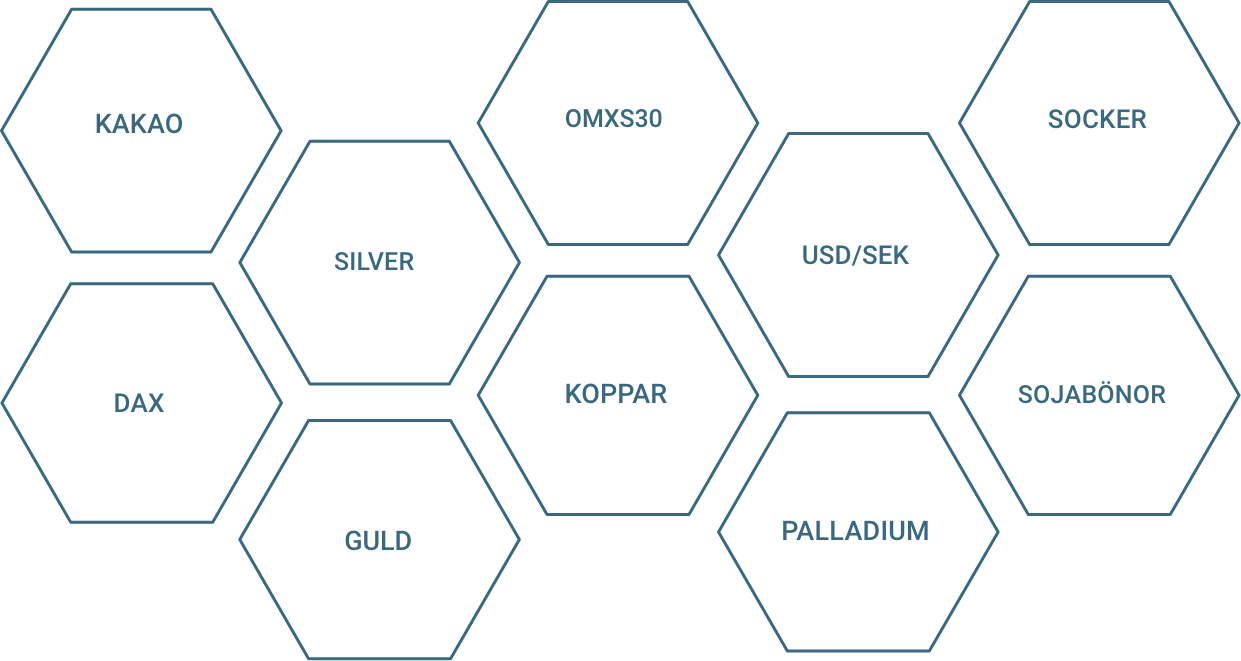 KAKAO
OMXS30
SOCKER
SILVER
USD/SEK
DAX
KOPPAR
SOJABÖNOR
GULD
PALLADIUM